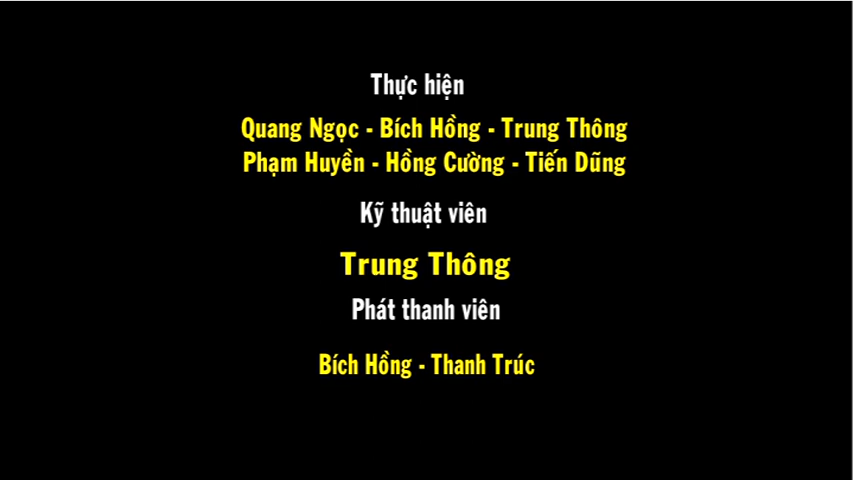 Thực hiện
Quang Ngọc - Bích Hồng - Trung Thông
Phạm Huyền - Hồng Cường - Tiến Dũng
Kỹ thuật viên
Trung Thông
Phát thanh viên
Bích Hồng - Thanh Trúc